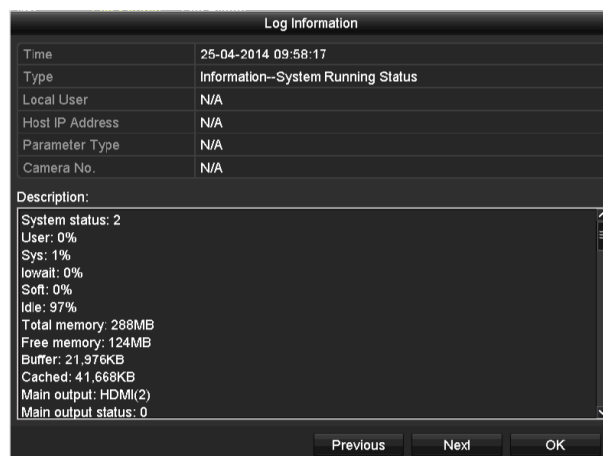 Log Information
Time 25-04-2014 09:58:17
Type Information--System Running Status
Local User N/A
Host IP Address N/A
Parameter Type N/A
Camera No. N/A
Description:
System status: 2
User: 0%
Sys: 1%
Iowait: 0%
Soft: 0%
Idle: 97%
Total memory: 288MB
Free memory: 124MB
Buffer: 21,976KB
Cached: 41,668KB
Main output: HDMI(2)
Main output status: 0
Previous Next OK